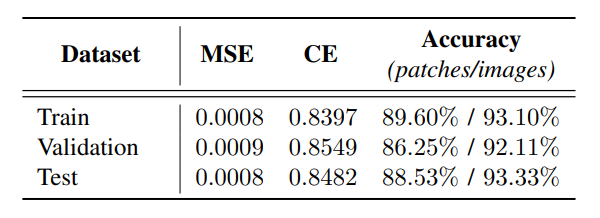 Dataset MSE CE Accuracy
(patches/images)
Train 0.0008 0.8397 89.60% / 93.10%
Validation 0.0009 0.8549 86.25% / 92.11%
Test 0.0008 0.8482 88.53% / 93.33%